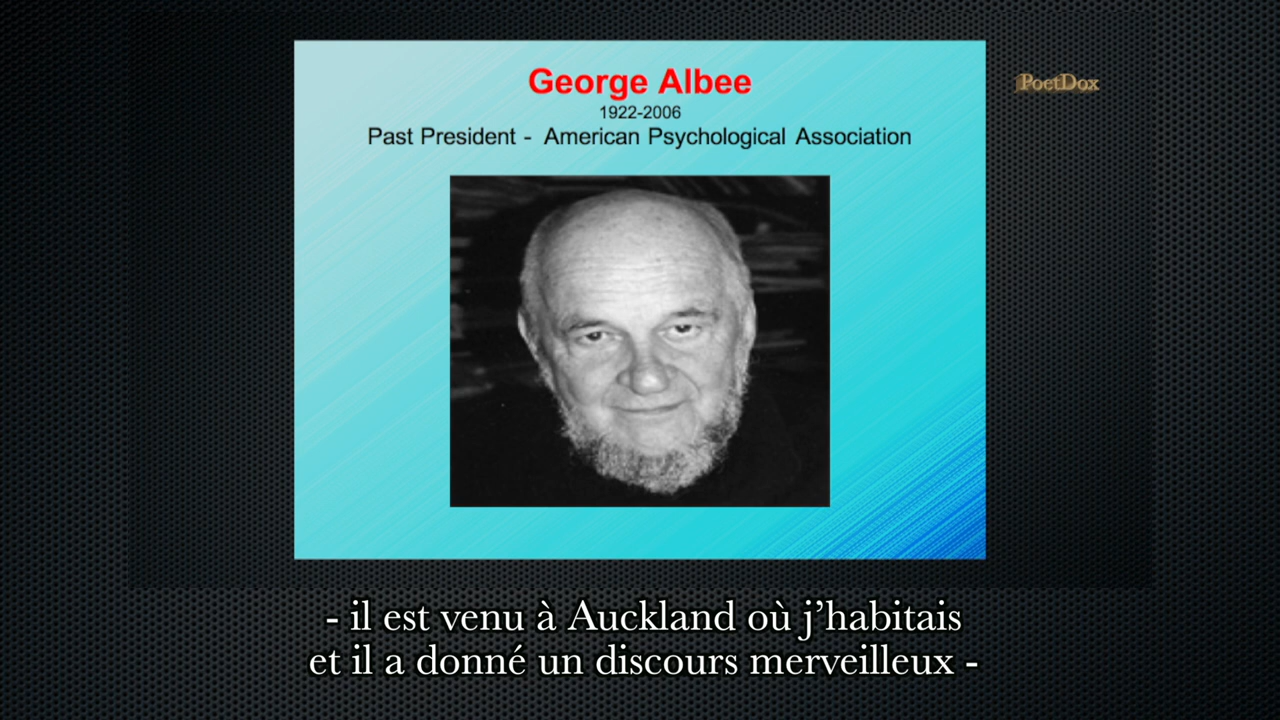 George Albee
1922-2006
Past President - American Psychological Association
PoetDox
- il est venu à Auckland où j’habitais
et il a donné un discours merveilleux -